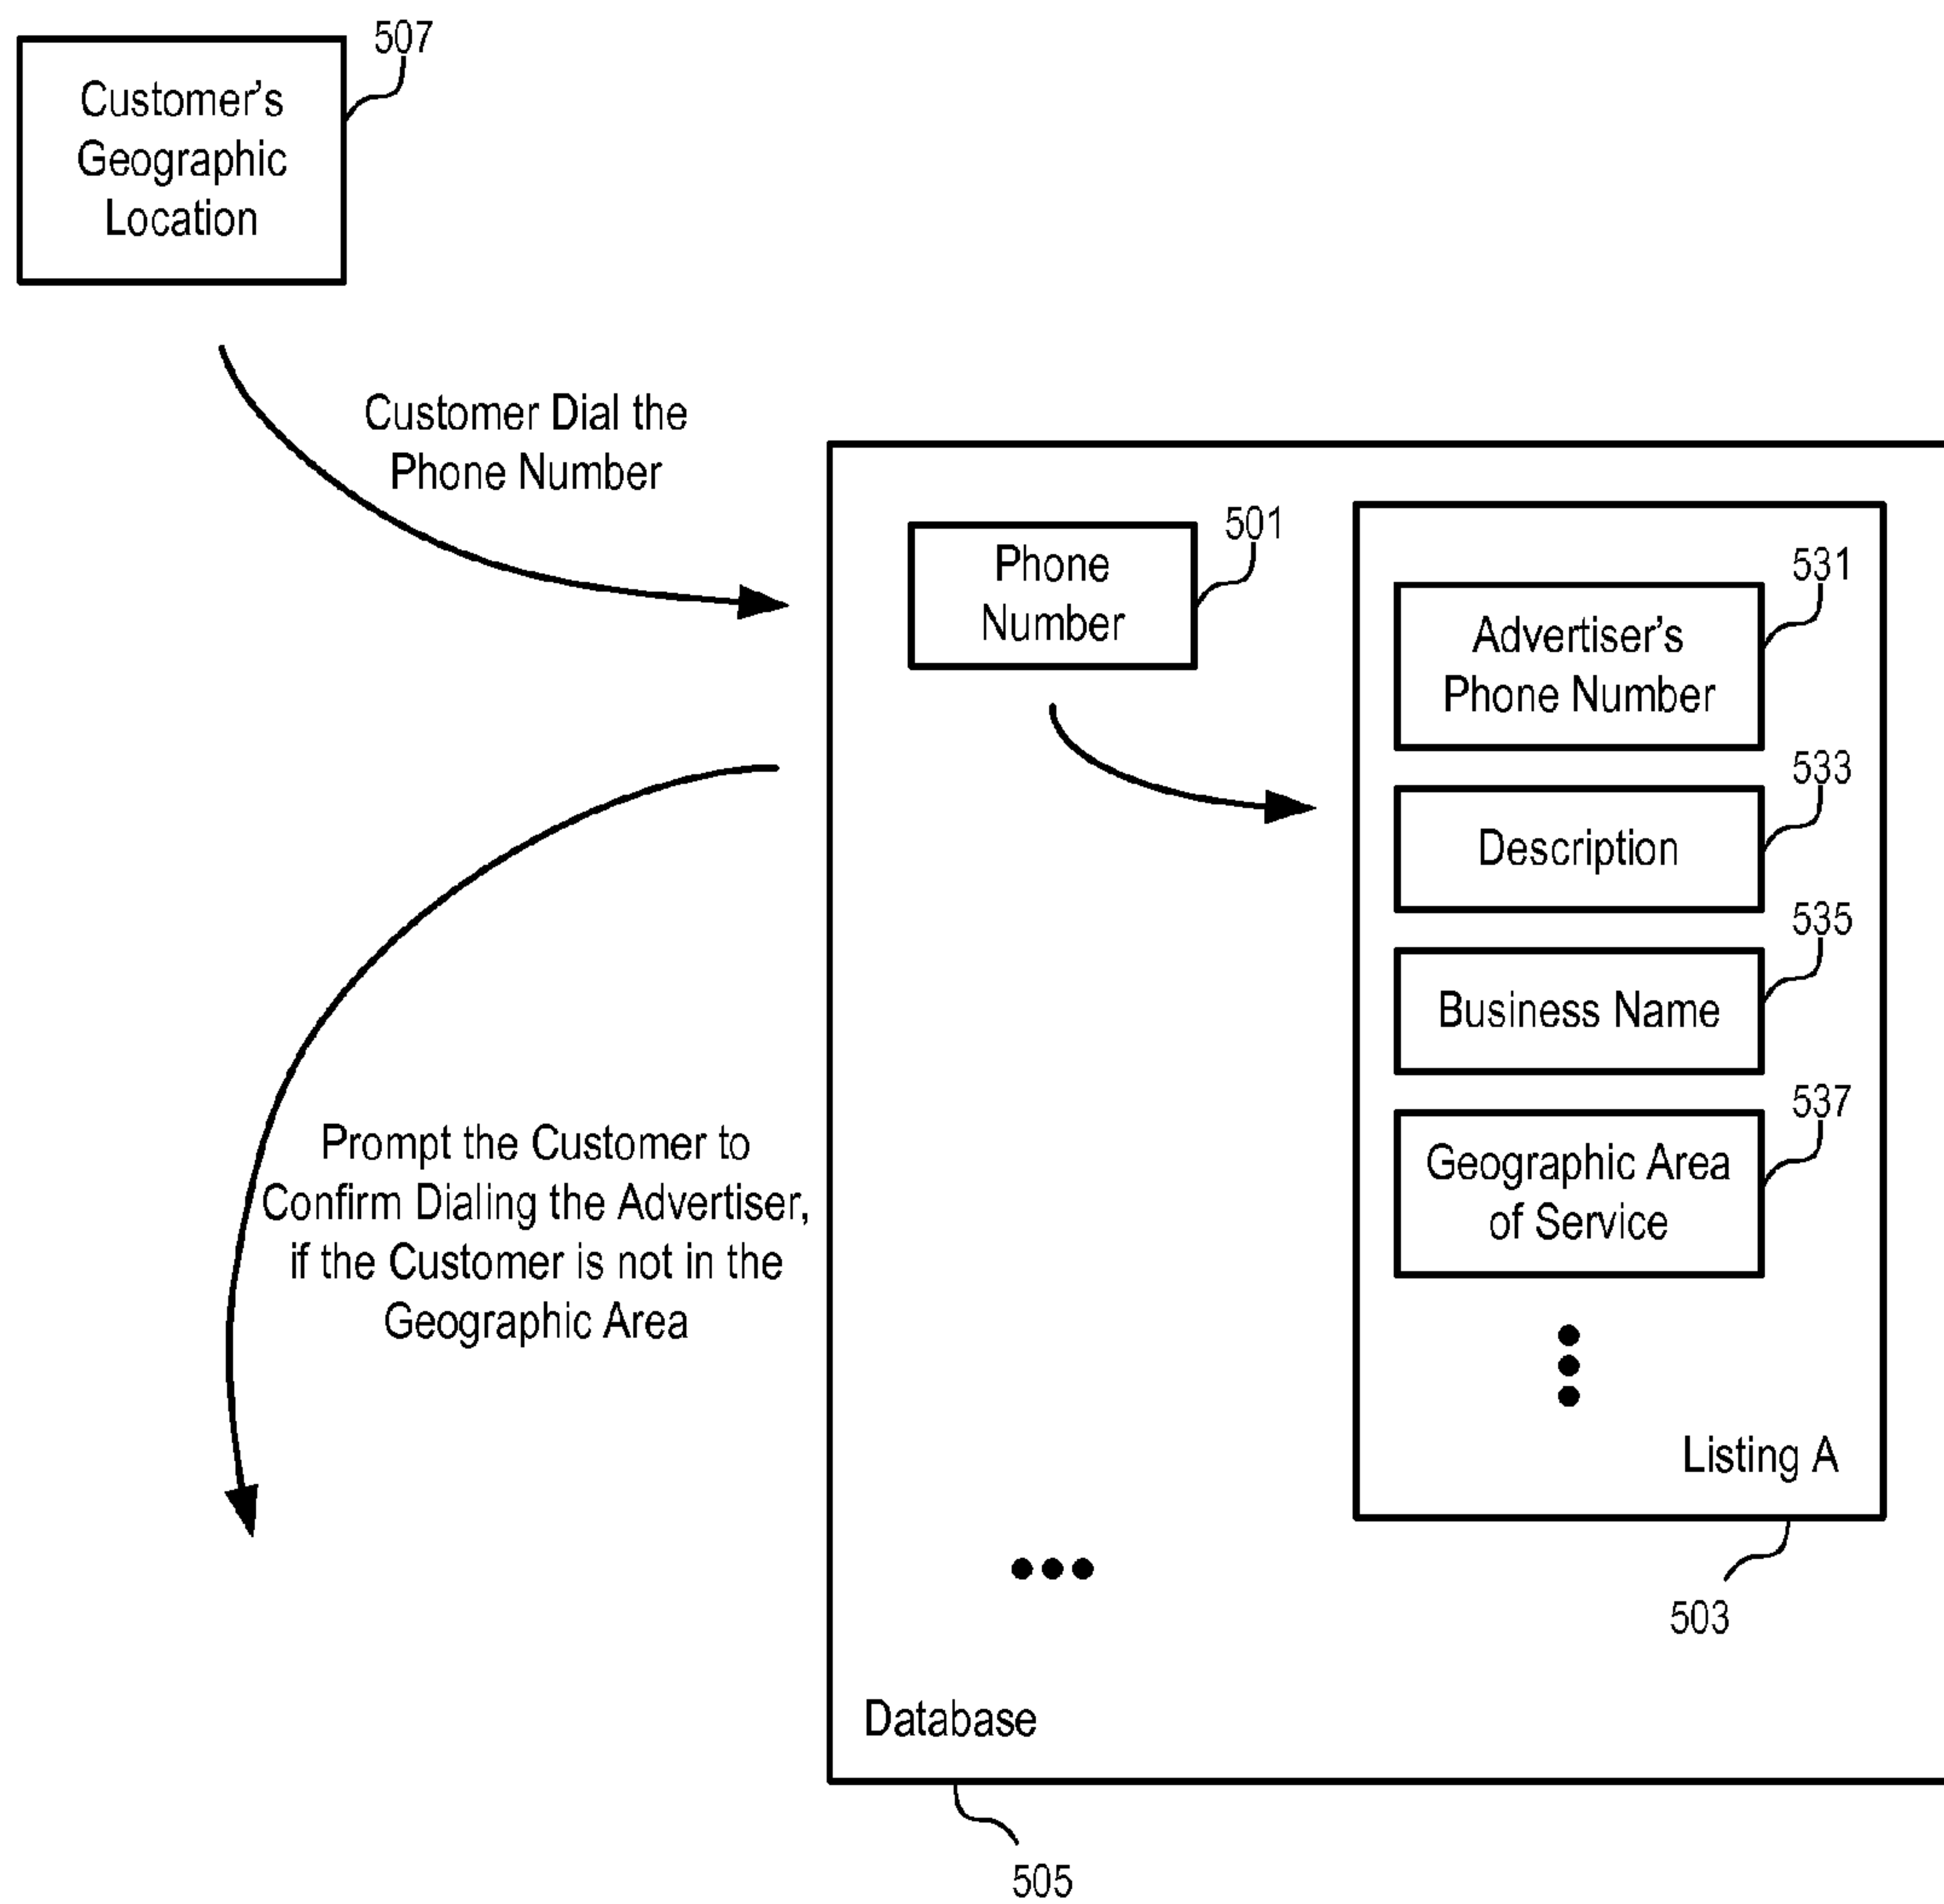 507
Customer's
Geographic
Location
Customer Dial the
Phone Number
501
Phone
Number
531
Advertiser's
Phone Number
533
Description
535
Business Name
537
Geographic Area
of Service
Prompt the Customer to
Confirm Dialing the Advertiser,
if the Customer is not in the
Geographic Area
Listing A
503
Database
505